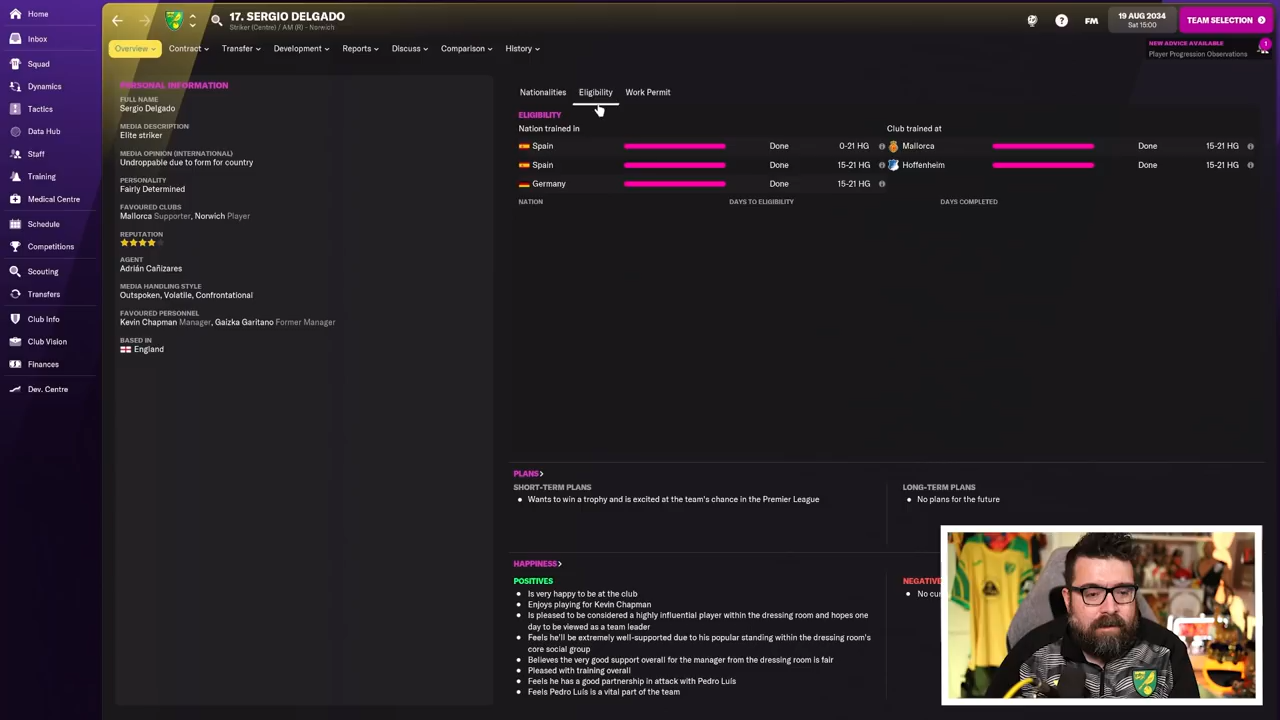 Home
Inbox
Squad
Dynamics
Tactics
Data Hub
Staff
Training
Medical Centre
Schedule
Competitions
Scouting
Transfers
Club Info
Club Vision
Finances
Dev. Centre
17. SERGIO DELGADO
Striker (Centre) / AM (R) - Norwich
FM
19 AUG 2034
Sat 15:00
TEAM SELECTION
NEW ADVICE AVAILABLE
Player Progression Observations
1
Overview
Contract
Transfer
Development
Reports
Discuss
Comparison
History
PERSONAL INFORMATION
FULL NAME
Sergio Delgado
MEDIA DESCRIPTION
Elite striker
MEDIA OPINION (INTERNATIONAL)
Undroppable due to form for country
PERSONALITY
Fairly Determined
FAVOURED CLUBS
Mallorca Supporter, Norwich Player
REPUTATION
AGENT
Adrián Cañizares
MEDIA HANDLING STYLE
Outspoken, Volatile, Confrontational
FAVOURED PERSONNEL
Kevin Chapman Manager, Gaizka Garitano Former Manager
BASED IN
England
Nationalities Eligibility Work Permit
ELIGIBILITY
Nation trained in
Spain Done 0-21 HG
Spain Done 15-21 HG
Germany Done 15-21 HG
Club trained at
Mallorca Done 15-21 HG
Hoffenheim Done 15-21 HG
NATION DAYS TO ELIGIBILITY DAYS COMPLETED
PLANS
SHORT-TERM PLANS
Wants to win a trophy and is excited at the team's chance in the Premier League
LONG-TERM PLANS
No plans for the future
HAPPINESS
POSITIVES
Is very happy to be at the club
Enjoys playing for Kevin Chapman
Is pleased to be considered a highly influential player within the dressing room and hopes one
day to be viewed as a team leader
Feels he'll be extremely well-supported due to his popular standing within the dressing room's
core social group
Believes the very good support overall for the manager from the dressing room is fair
Pleased with training overall
Feels he has a good partnership in attack with Pedro Luís
Feels Pedro Luís is a vital part of the team
NEGATIVE
No cu